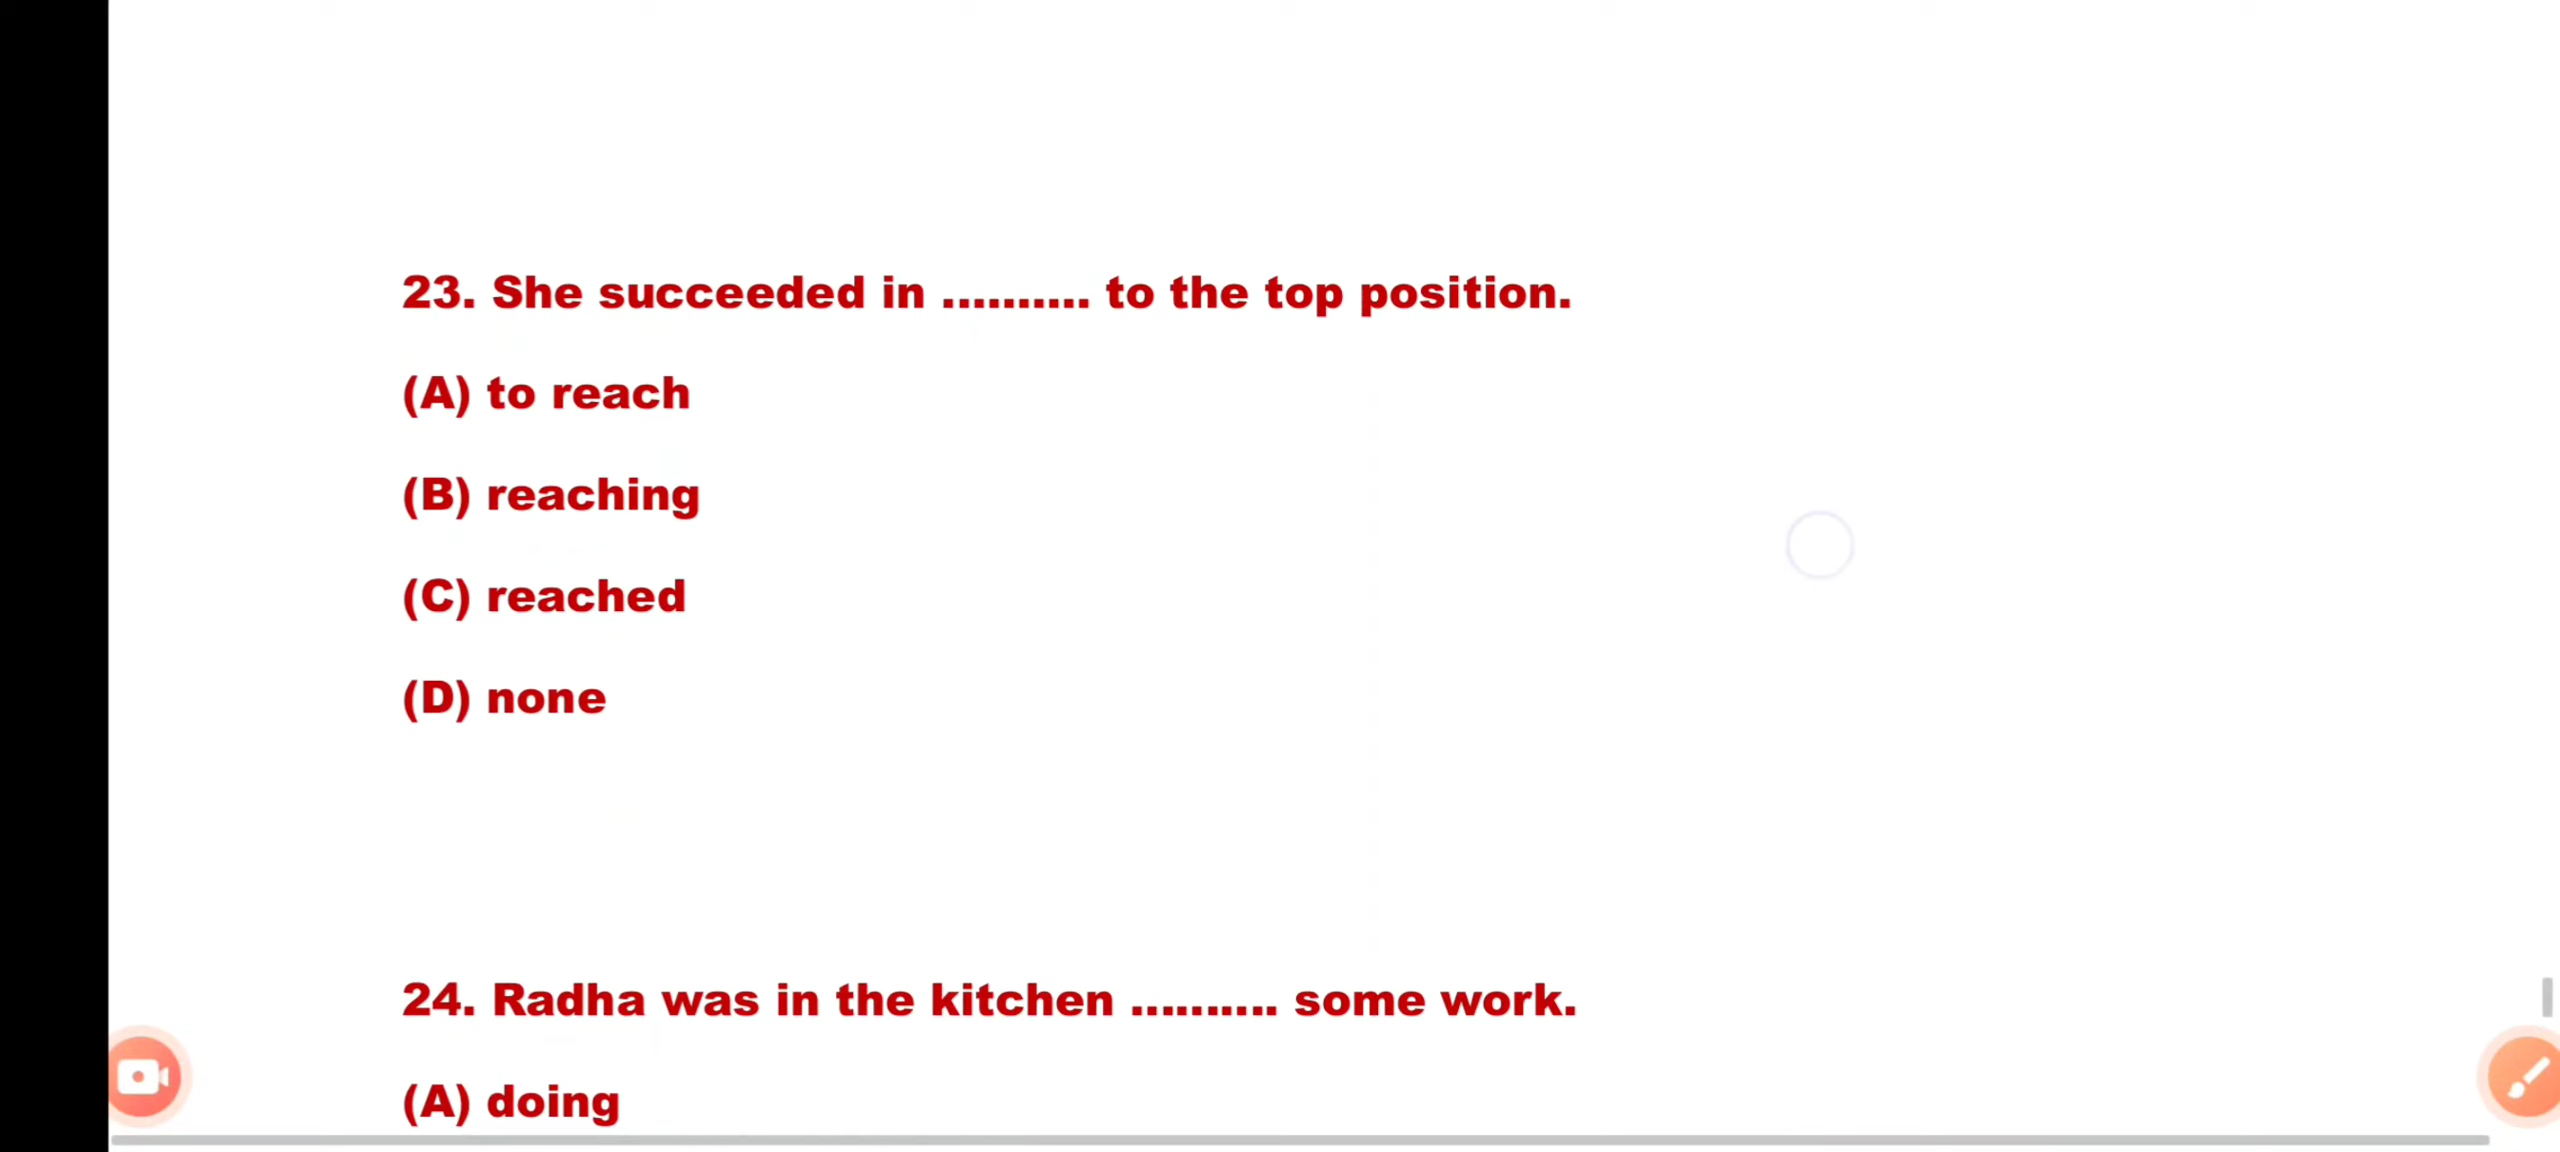 23. She succeeded in .......... to the top position.
(A) to reach
(B) reaching
(C) reached
(D) none
24. Radha was in the kitchen .......... some work.
(A) doing